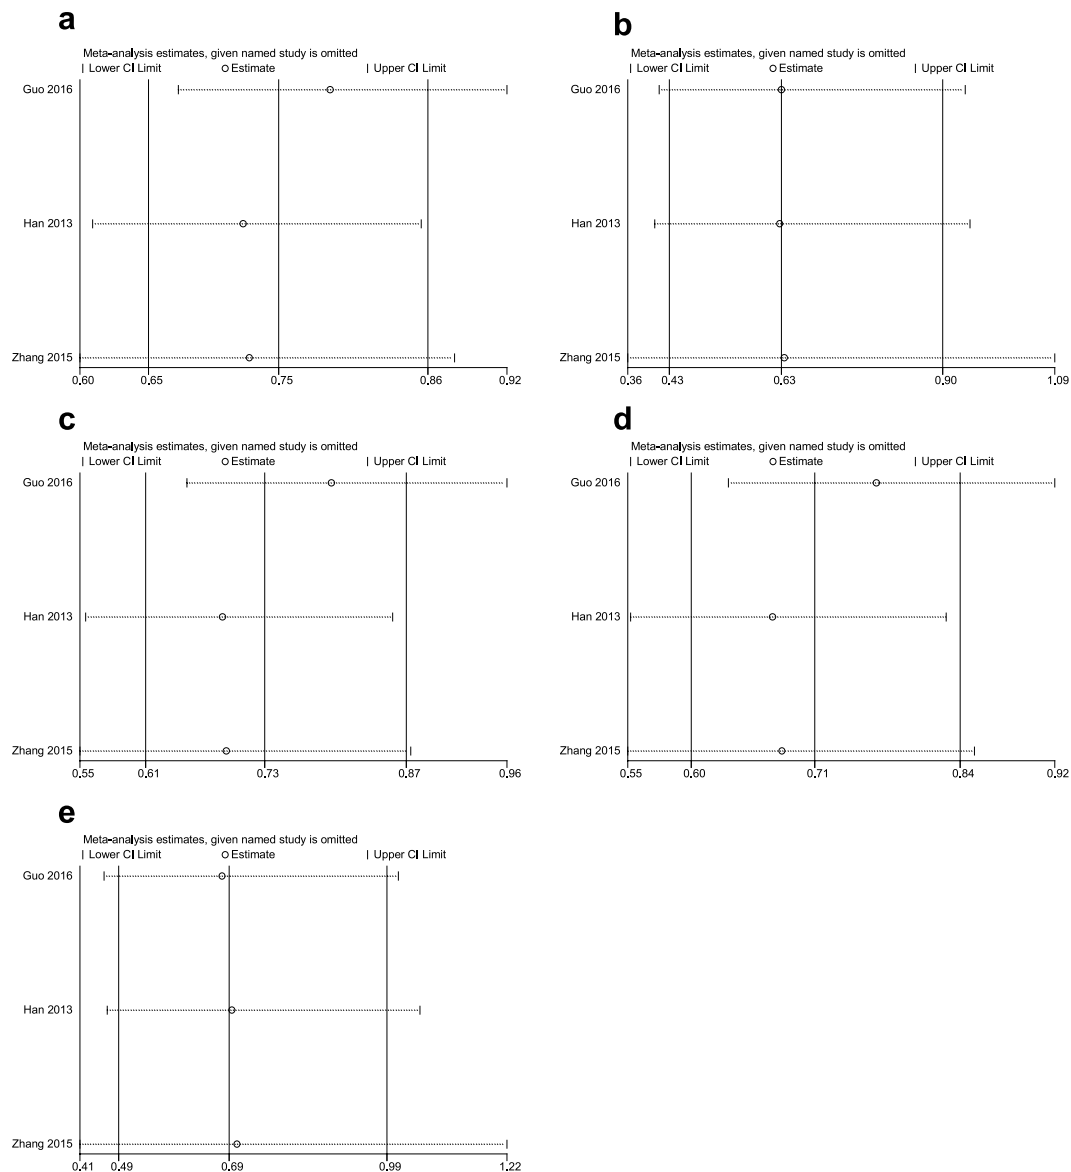 a
Meta-analysis estimates, given named study is omitted
| Lower CI Limit ○ Estimate | Upper CI Limit
Guo 2016
Han 2013
Zhang 2015
0.60 0.65 0.75 0.86 0.92
b
Meta-analysis estimates, given named study is omitted
| Lower CI Limit ○ Estimate | Upper CI Limit
Guo 2016
Han 2013
Zhang 2015
0.36 0.43 0.63 0.90 1.09
c
Meta-analysis estimates, given named study is omitted
| Lower CI Limit ○ Estimate | Upper CI Limit
Guo 2016
Han 2013
Zhang 2015
0.55 0.61 0.73 0.87 0.96
d
Meta-analysis estimates, given named study is omitted
| Lower CI Limit ○ Estimate | Upper CI Limit
Guo 2016
Han 2013
Zhang 2015
0.55 0.60 0.71 0.84 0.92
e
Meta-analysis estimates, given named study is omitted
| Lower CI Limit ○ Estimate | Upper CI Limit
Guo 2016
Han 2013
Zhang 2015
0.41 0.49 0.69 0.99 1.22